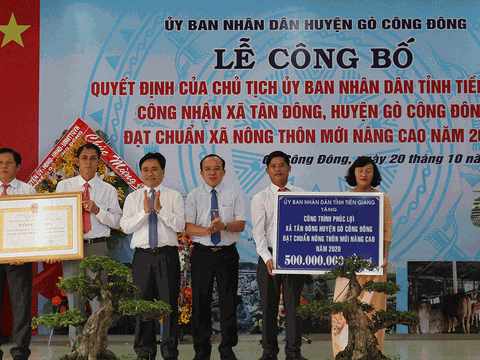 ỦY BAN NHÂN DÂN HUYỆN GÒ CÔNG ĐÔNG
LỄ CÔNG BỐ
QUYẾT ĐỊNH CỦA CHỦ TỊCH ỦY BAN NHÂN DÂN TỈNH TIỀN
CÔNG NHẬN XÃ TÂN ĐÔNG, HUYỆN GÒ CÔNG ĐÔN
ĐẠT CHUẨN XÃ NÔNG THÔN MỚI NÂNG CAO NĂM 20
Công Đông, ngày 20 tháng 10 n
ỦY BAN NHÂN DÂN TỈNH TIỀN GIANG
TẶNG
CÔNG TRÌNH PHÚC LỢI
XÃ TÂN ĐÔNG HUYỆN GÒ CÔNG ĐÔNG
ĐẠT CHUẨN NÔNG THÔN MỚI NÂNG CAO
NĂM 2020
500.000.00
Chúc Mừng